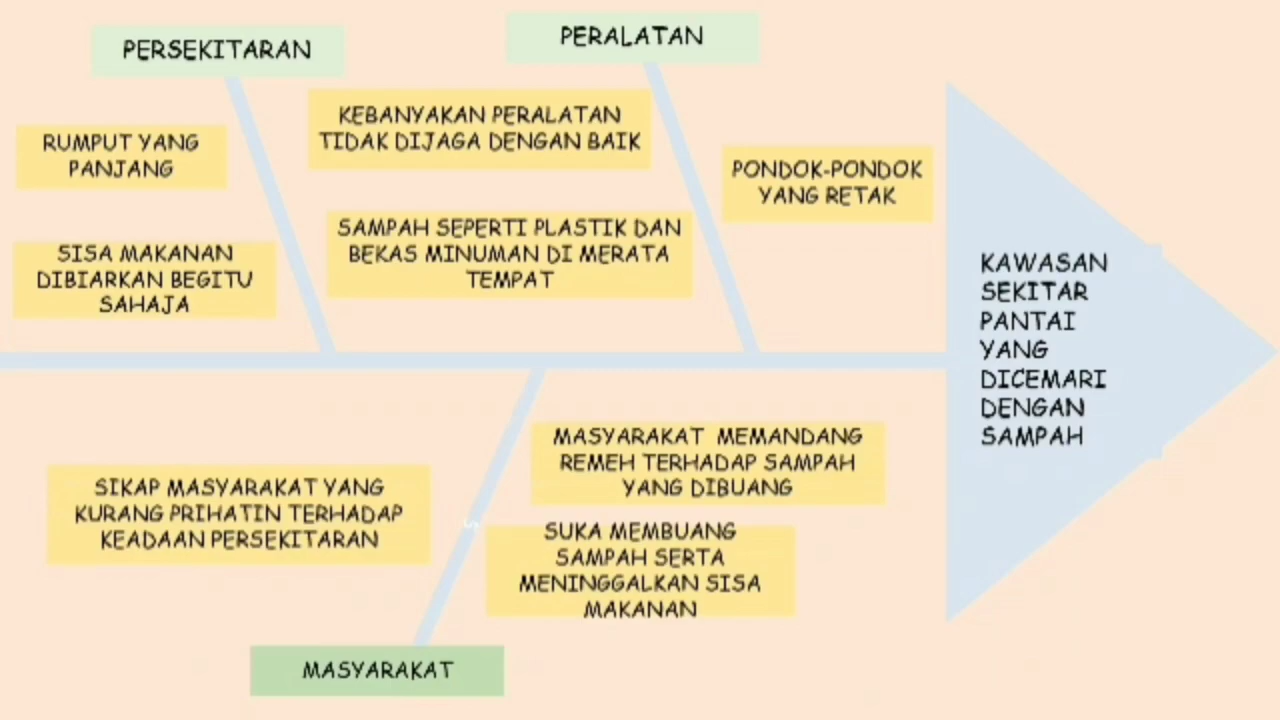 PERSEKITARAN
PERALATAN
RUMPUT YANG
PANJANG
KEBANYAKAN PERALATAN
TIDAK DIJAGA DENGAN BAIK
PONDOK-PONDOK
YANG RETAK
SISA MAKANAN
DIBIARKAN BEGITU
SAHAJA
SAMPAH SEPERTI PLASTIK DAN
BEKAS MINUMAN DI MERATA
TEMPAT
KAWASAN
SEKITAR
PANTAI
YANG
DICEMARI
DENGAN
SAMPAH
SIKAP MASYARAKAT YANG
KURANG PRIHATIN TERHADAP
KEADAAN PERSEKITARAN
MASYARAKAT MEMANDANG
REMEH TERHADAP SAMPAH
YANG DIBUANG
SUKA MEMBUANG
SAMPAH SERTA
MENINGGALKAN SISA
MAKANAN
MASYARAKAT